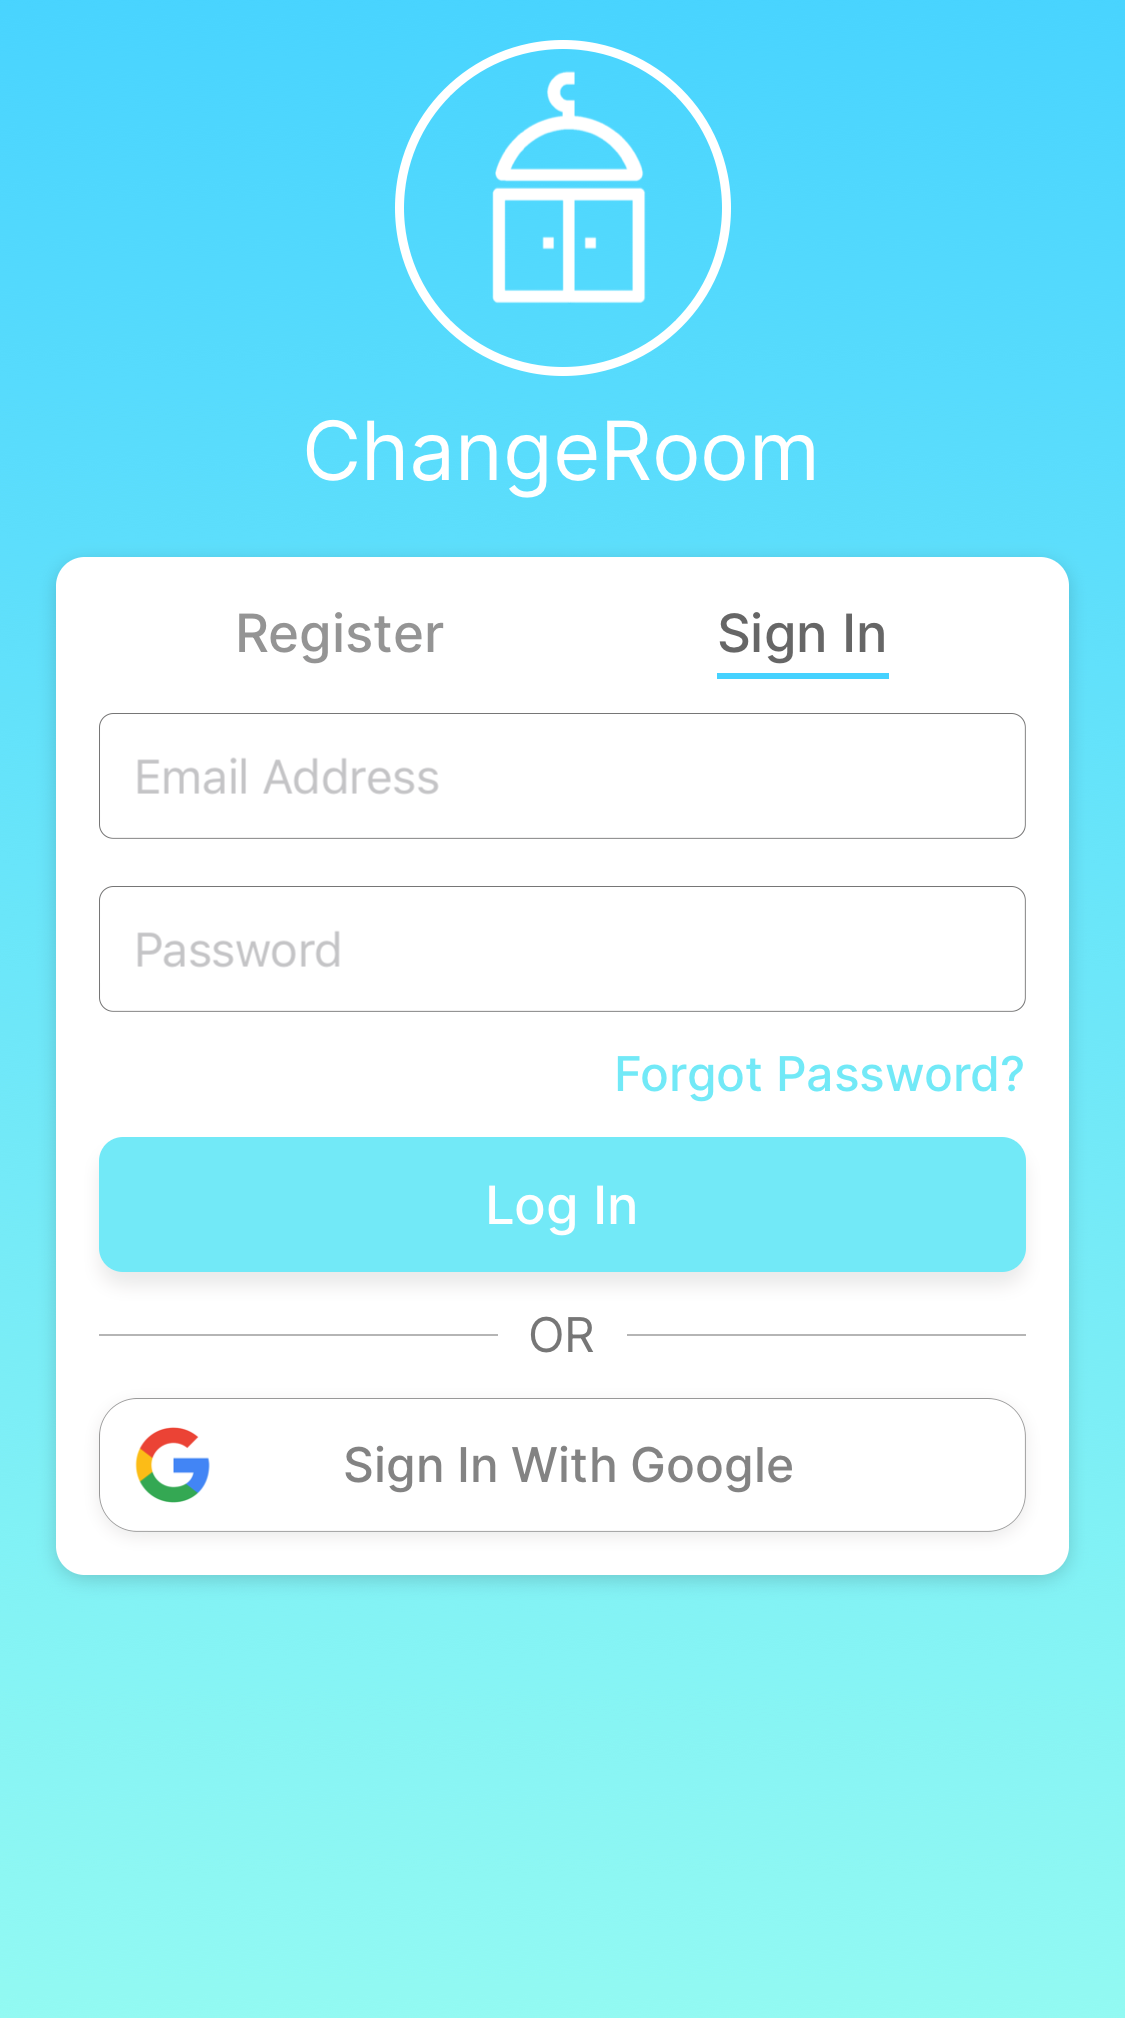 ChangeRoom
Register
Sign In
Email Address
Password
Forgot Password?
Log In
OR
Sign In With Google